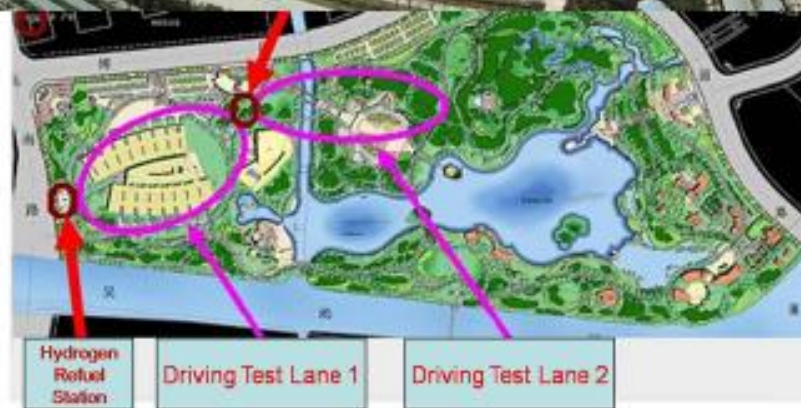 Hydrogen
Refuel
Station
Driving Test Lane 1
Driving Test Lane 2